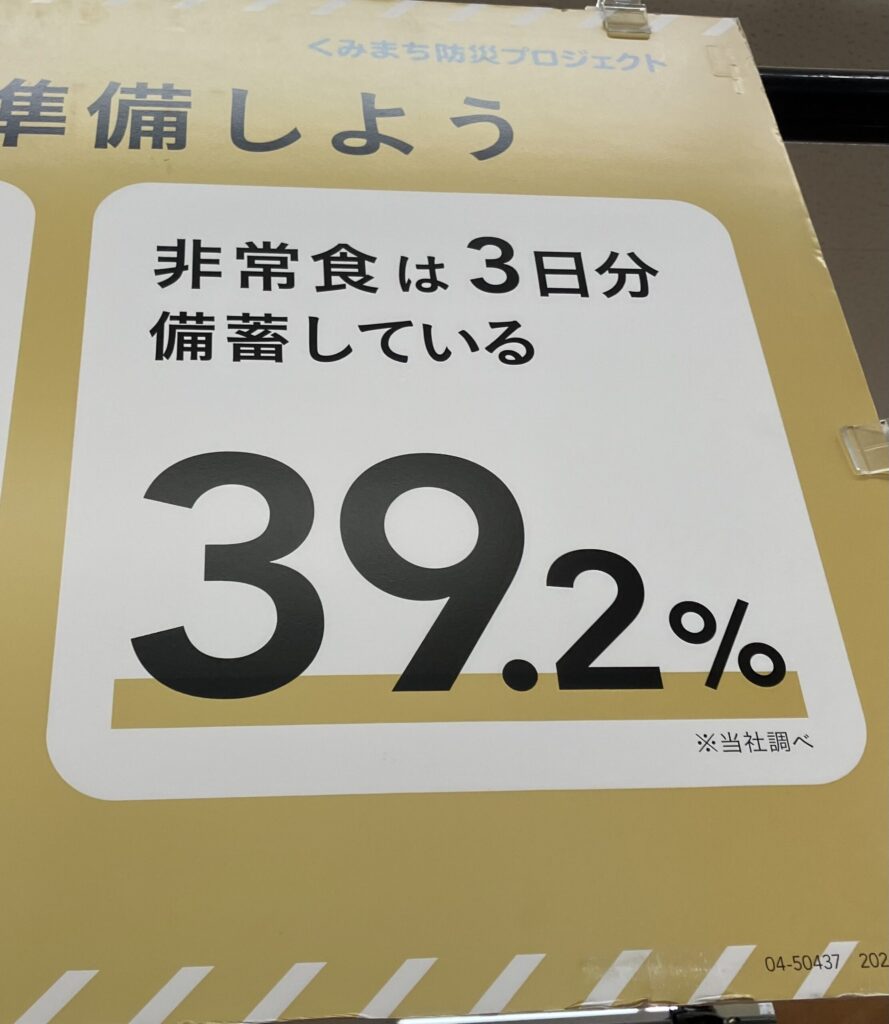 くみまち防災プロジェクト
準備しよう
非常食は3日分
備蓄している
39.2%
※当社調べ
04-50437 202